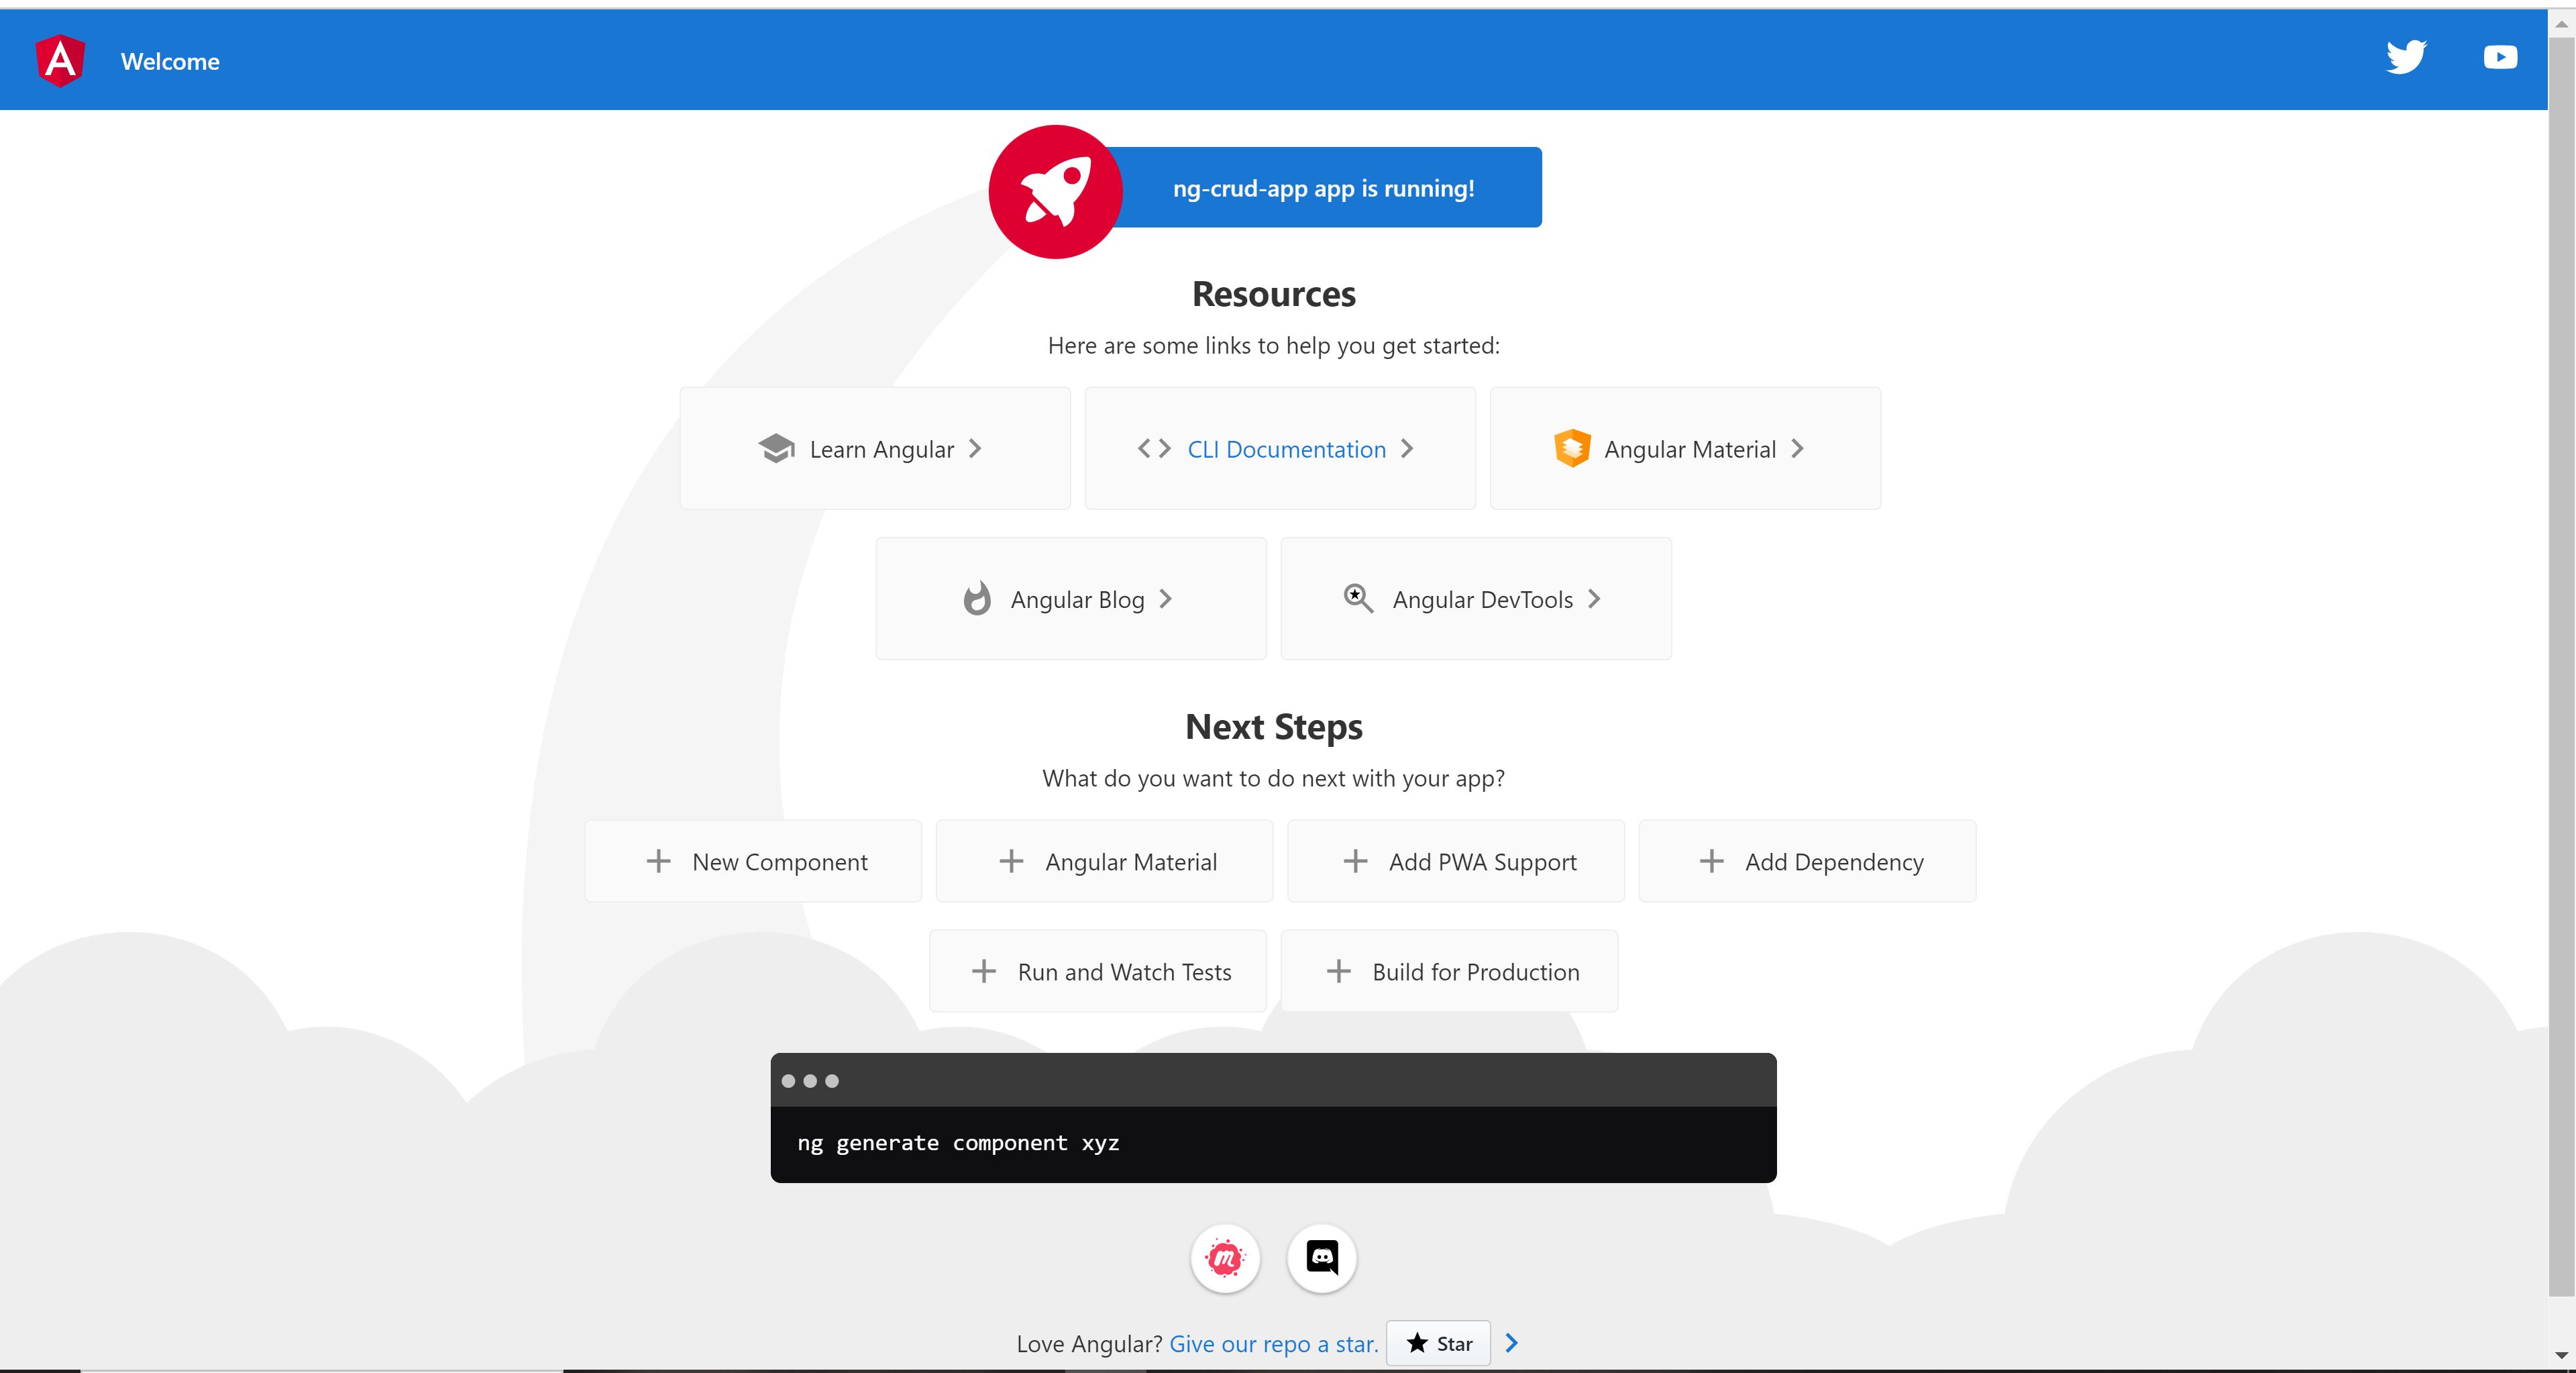 Welcome
ng-crud-app app is running!
Resources
Here are some links to help you get started:
Learn Angular
CLI Documentation
Angular Material
Angular Blog
Angular DevTools
Next Steps
What do you want to do next with your app?
New Component
Angular Material
Add PWA Support
Add Dependency
Run and Watch Tests
Build for Production
ng generate component xyz
Love Angular? Give our repo a star. Star